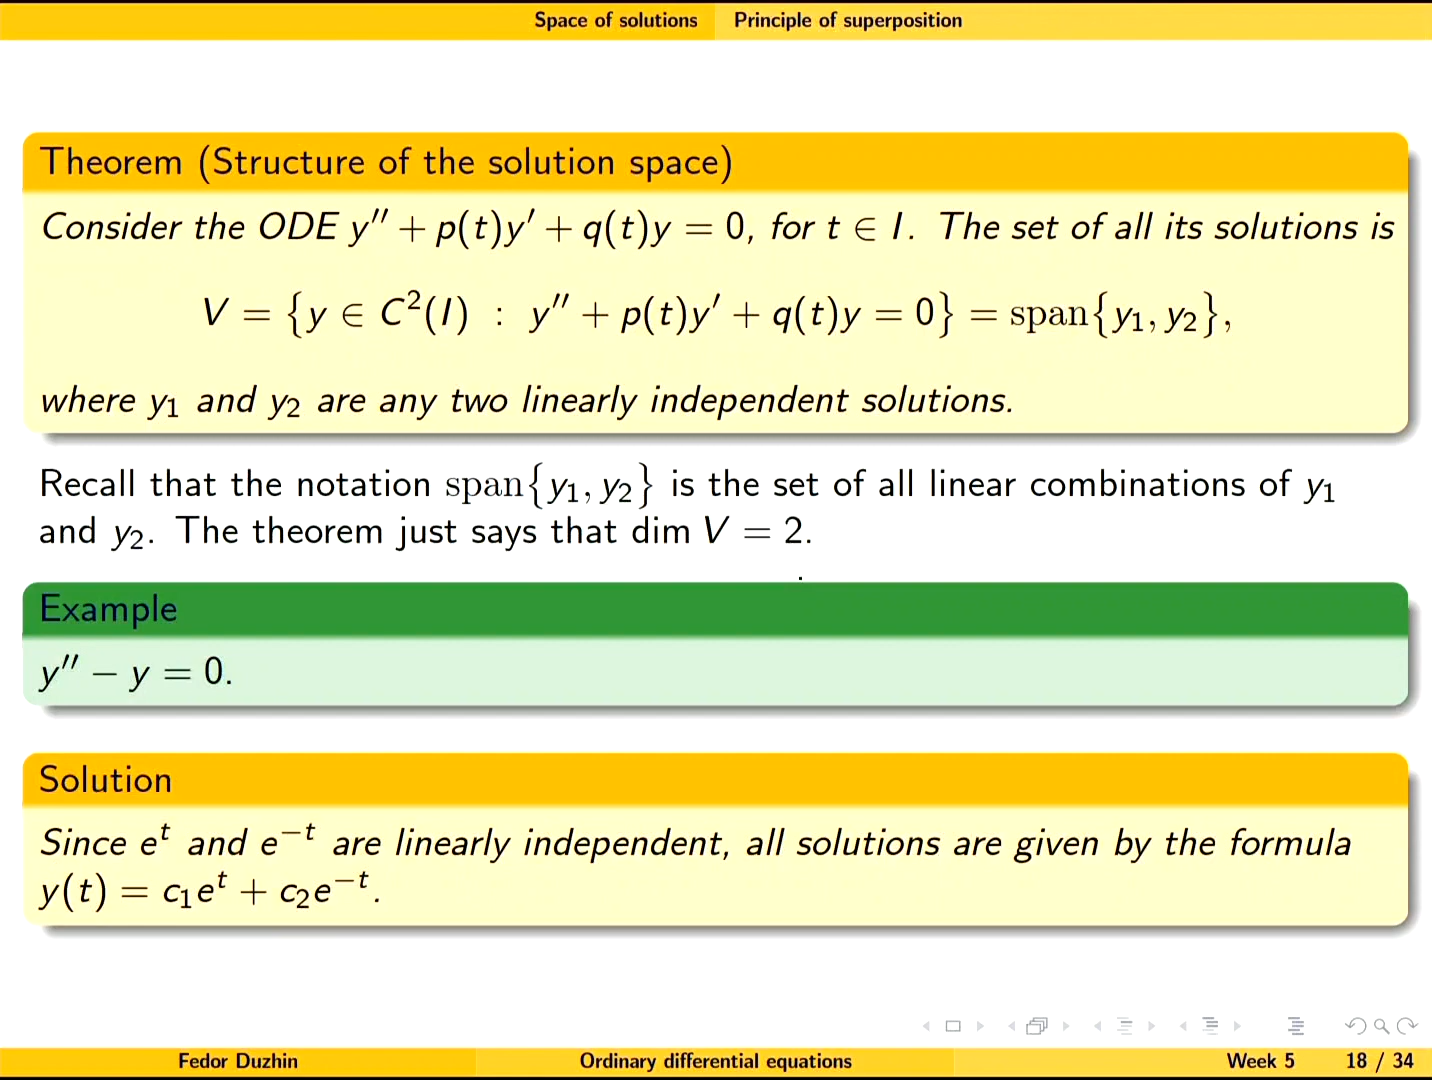 Space of solutions Principle of superposition
Theorem (Structure of the solution space)
Consider the ODE y″ + p(t)y′ + q(t)y = 0, for t ∈ I. The set of all its solutions is
V = {y ∈ C²(I) : y″ + p(t)y′ + q(t)y = 0} = span{y₁, y₂},
where y₁ and y₂ are any two linearly independent solutions.
Recall that the notation span{y₁, y₂} is the set of all linear combinations of y₁
and y₂. The theorem just says that dim V = 2.
Example
y″ − y = 0.
Solution
Since eᵗ and e⁻ᵗ are linearly independent, all solutions are given by the formula
y(t) = c₁eᵗ + c₂e⁻ᵗ.
Fedor Duzhin Ordinary differential equations Week 5 18 / 34